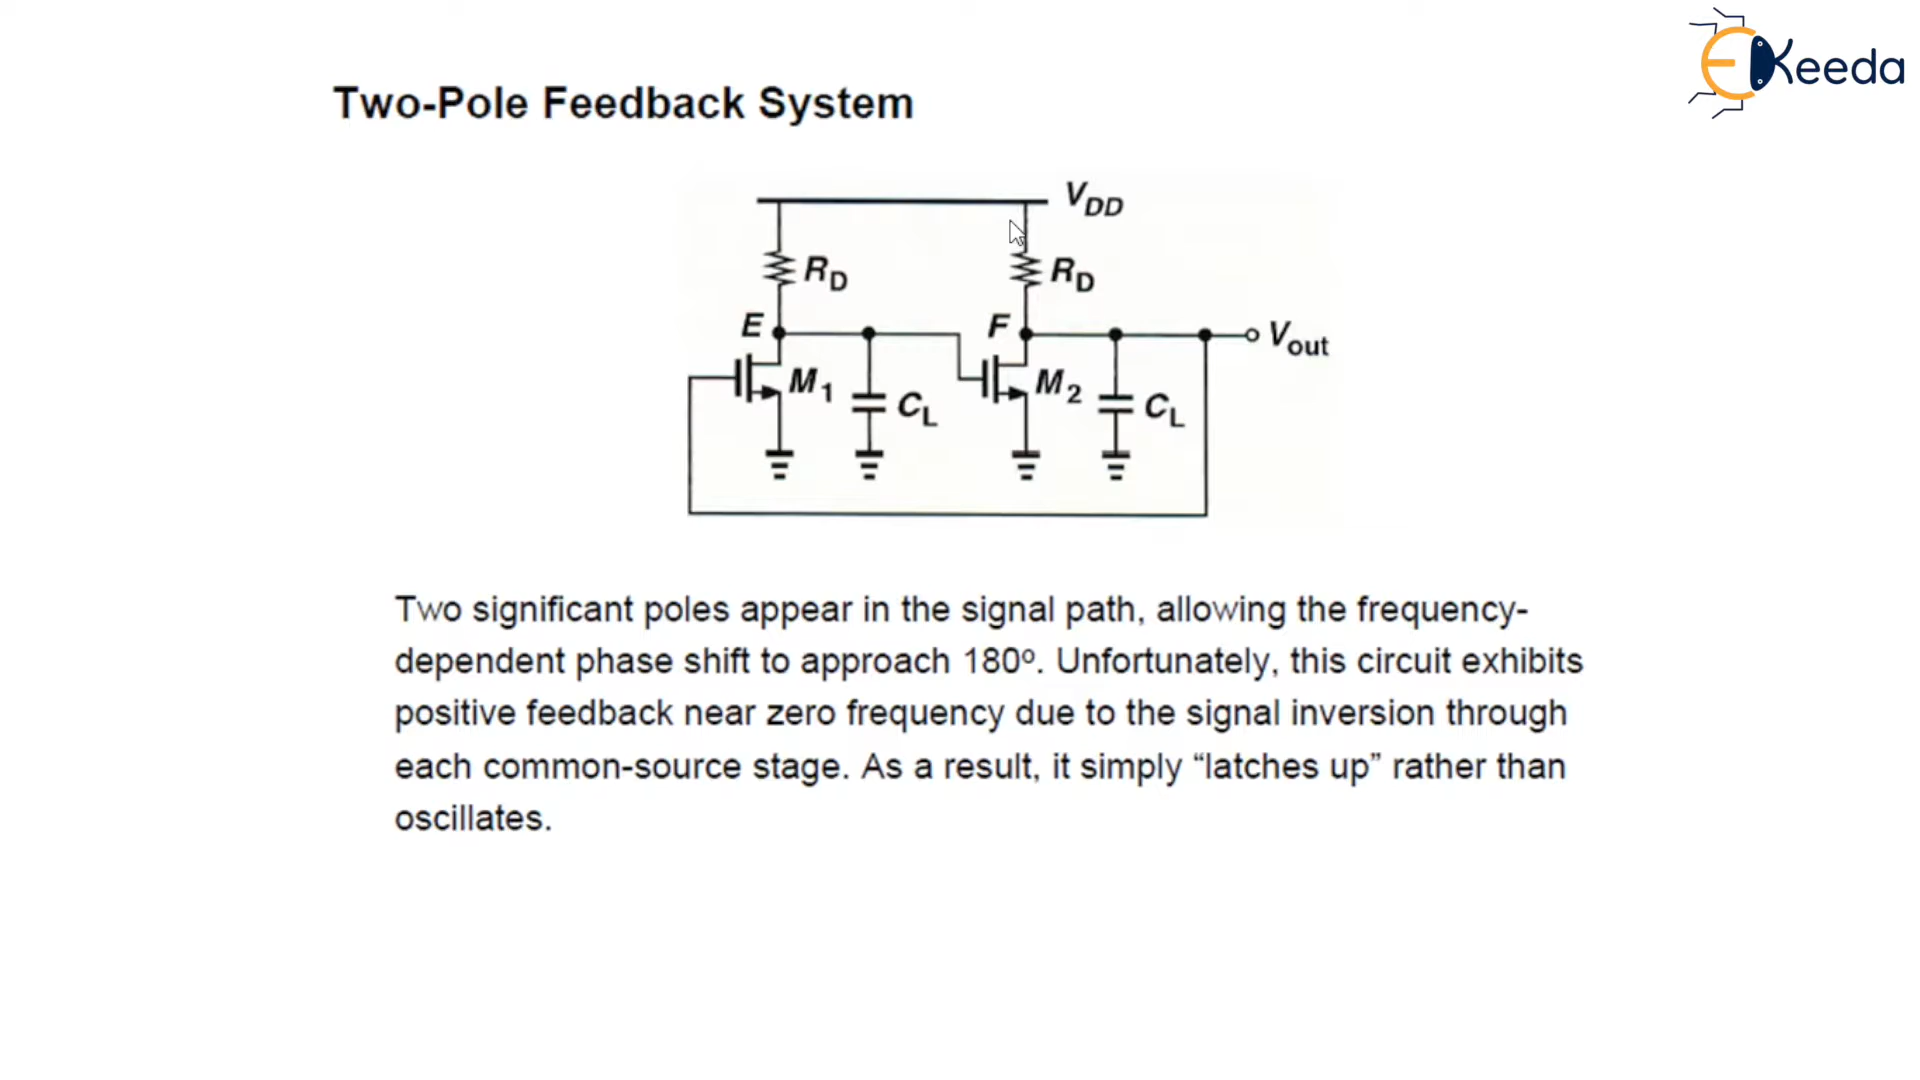 EKeeda
Two-Pole Feedback System
VDD
RD
RD
E
F
Vout
M1
M2
CL
CL
Two significant poles appear in the signal path, allowing the frequency-
dependent phase shift to approach 180º. Unfortunately, this circuit exhibits
positive feedback near zero frequency due to the signal inversion through
each common-source stage. As a result, it simply “latches up” rather than
oscillates.